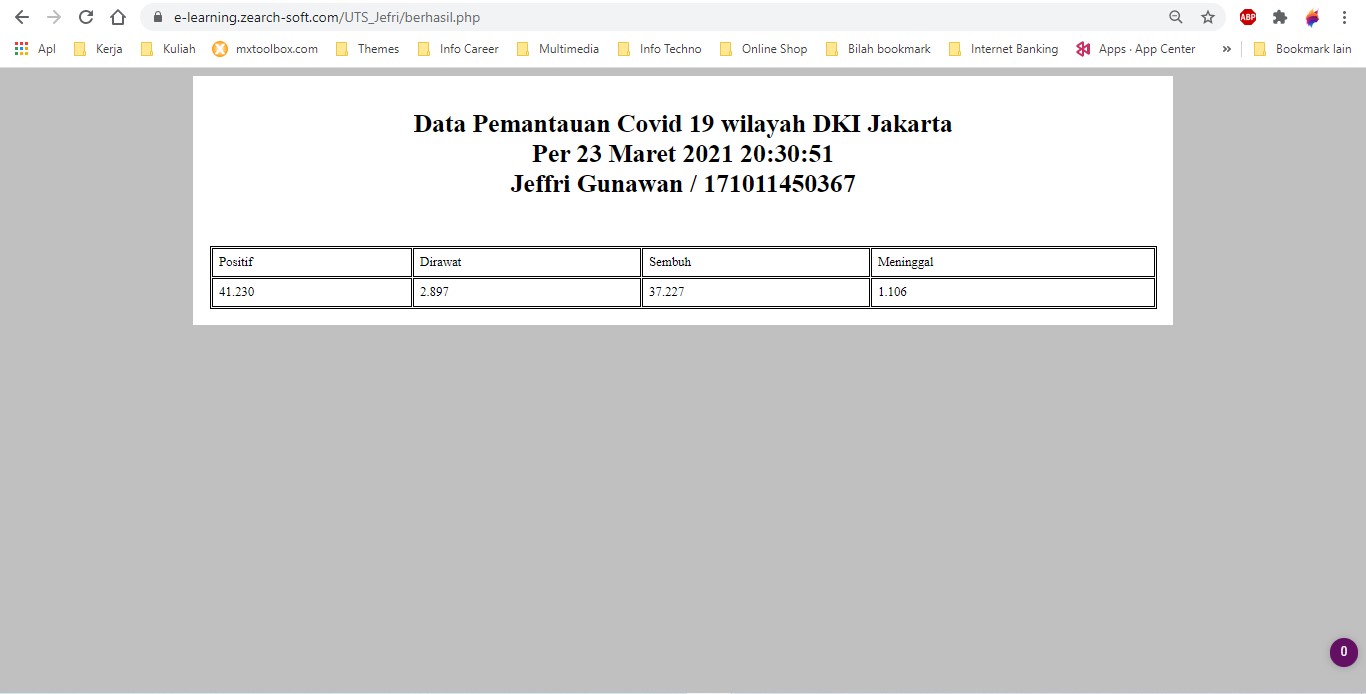 e-learning.zearch-soft.com/UTS_Jefri/berhasil.php
ABP
Apl Kerja Kuliah mxtoolbox.com Themes Info Career Multimedia Info Techno Online Shop Bilah bookmark Internet Banking Apps · App Center » Bookmark lain
Data Pemantauan Covid 19 wilayah DKI Jakarta
Per 23 Maret 2021 20:30:51
Jeffri Gunawan / 171011450367
Positif Dirawat Sembuh Meninggal
41.230 2.897 37.227 1.106
0